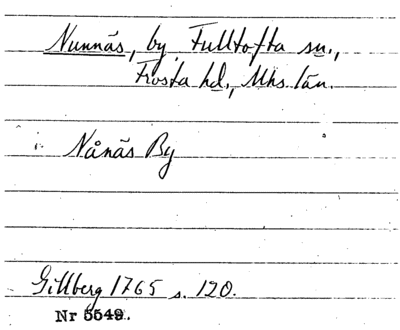 Nunnäs, by, Fulltofta sn.,
Frosta hd., Mhs. län.
Nånäs By
Gillberg 1765 s. 120.
Nr 5549.